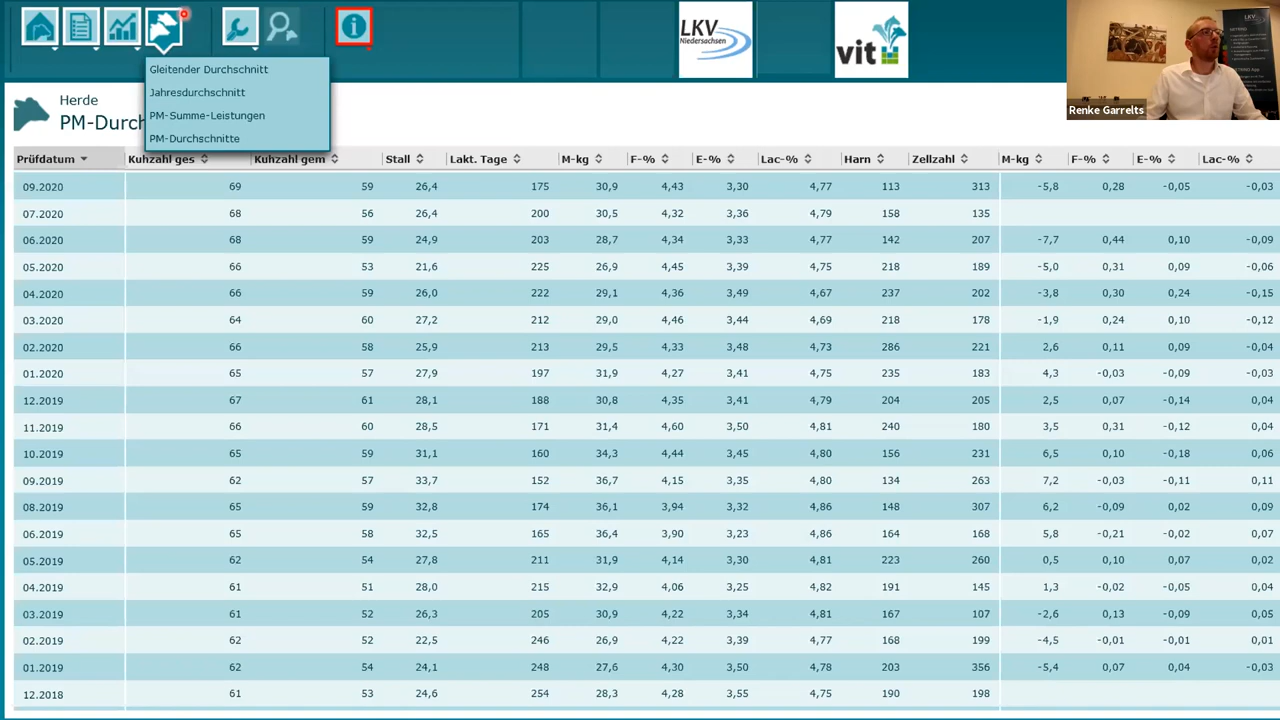 LKV
Niedersachsen
vit
LKV
Renke Garrelts
Gleitender Durchschnitt
Jahresdurchschnitt
PM-Summe-Leistungen
PM-Durchschnitte
Herde
PM-Durch
Prüfdatum Kuhzahl ges Kuhzahl gem Stall Lakt. Tage M-kg F-% E-% Lac-% Harn Zellzahl M-kg F-% E-% Lac-%
09.2020 69 59 26,4 175 30,9 4,43 3,30 4,77 113 313 -5,8 0,28 -0,05 -0,03
07.2020 68 56 26,4 200 30,5 4,32 3,36 4,79 158 135
06.2020 68 59 24,9 203 28,7 4,34 3,33 4,77 142 207 -7,7 0,44 0,10 -0,09
05.2020 66 53 21,6 225 26,9 4,45 3,39 4,75 218 189 -5,0 0,31 0,09 -0,06
04.2020 66 59 26,0 222 29,1 4,36 3,49 4,67 237 202 -3,8 0,30 0,24 -0,15
03.2020 64 60 27,2 212 29,0 4,46 3,44 4,69 218 178 -1,9 0,24 0,10 -0,12
02.2020 66 58 25,9 213 29,5 4,33 3,48 4,73 286 221 2,6 0,11 0,09 -0,04
01.2020 65 57 27,9 197 31,9 4,27 3,41 4,75 235 183 4,3 -0,03 -0,09 -0,03
12.2019 67 61 28,1 188 30,8 4,35 3,41 4,79 204 205 2,5 0,07 -0,14 0,04
11.2019 66 60 28,5 171 31,4 4,60 3,50 4,81 240 180 3,5 0,31 -0,12 0,04
10.2019 65 59 31,1 160 34,3 4,44 3,45 4,80 156 231 6,5 0,10 -0,18 0,06
09.2019 62 57 33,7 152 36,7 4,15 3,35 4,80 134 263 7,2 -0,03 -0,11 0,11
08.2019 65 59 32,8 174 36,1 3,94 3,32 4,86 148 307 6,2 -0,09 0,02 0,09
06.2019 65 58 32,5 165 36,4 3,90 3,23 4,86 164 168 5,8 -0,21 -0,02 0,07
05.2019 62 54 27,8 211 31,9 4,14 3,30 4,81 223 260 0,5 0,10 0,07 0,02
04.2019 61 51 28,0 215 32,9 4,06 3,25 4,82 191 145 1,3 -0,02 -0,05 0,04
03.2019 61 52 26,3 205 30,9 4,22 3,34 4,81 167 107 -2,6 0,13 -0,09 0,05
02.2019 62 52 22,5 246 26,9 4,22 3,39 4,77 168 199 -4,5 -0,01 -0,01 0,01
01.2019 62 54 24,1 248 27,6 4,30 3,50 4,78 203 356 -5,4 0,07 0,04 -0,03
12.2018 61 53 24,6 254 28,3 4,28 3,55 4,75 190 198